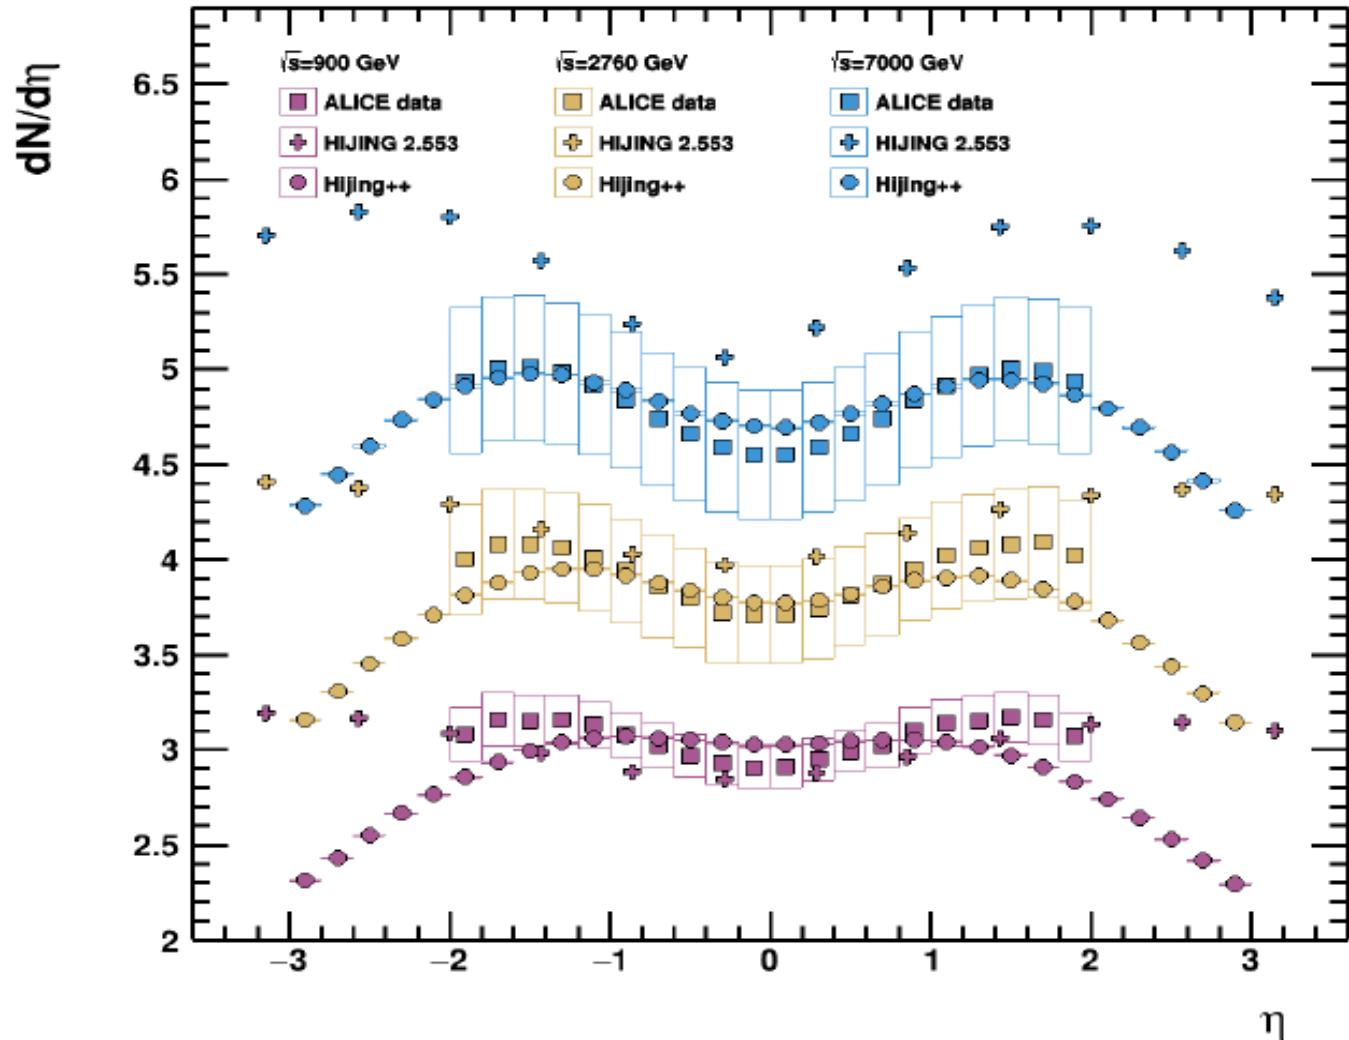 dN/dη
√s=900 GeV √s=2760 GeV √s=7000 GeV
ALICE data ALICE data ALICE data
HIJING 2.553 HIJING 2.553 HIJING 2.553
Hijing++ Hijing++ Hijing++
6.5
6
5.5
5
4.5
4
3.5
3
2.5
2
−3 −2 −1 0 1 2 3
η